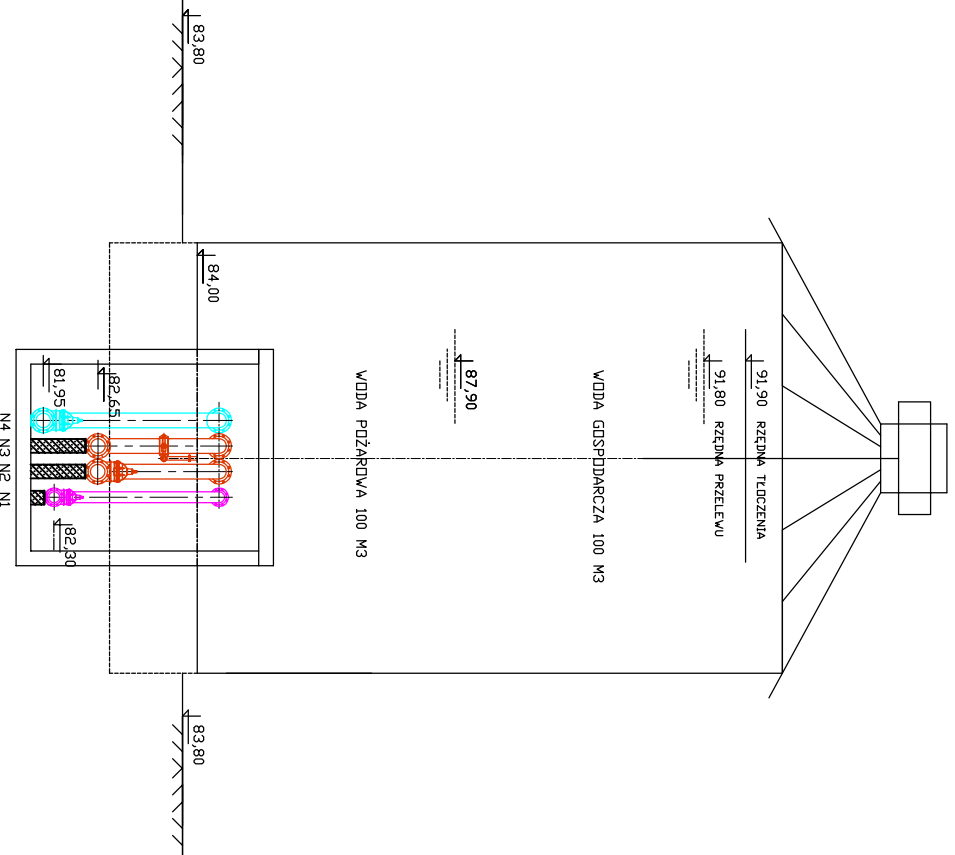 91,90 RZĘDNA TŁOCZENIA
91,80 RZĘDNA PRZELEWU
WODA GOSPODARCZA 100 M3
87,90
WODA POŻAROWA 100 M3
84,00
83,80
83,80
82,65
81,95
82,30
N4 N3 N2 N1